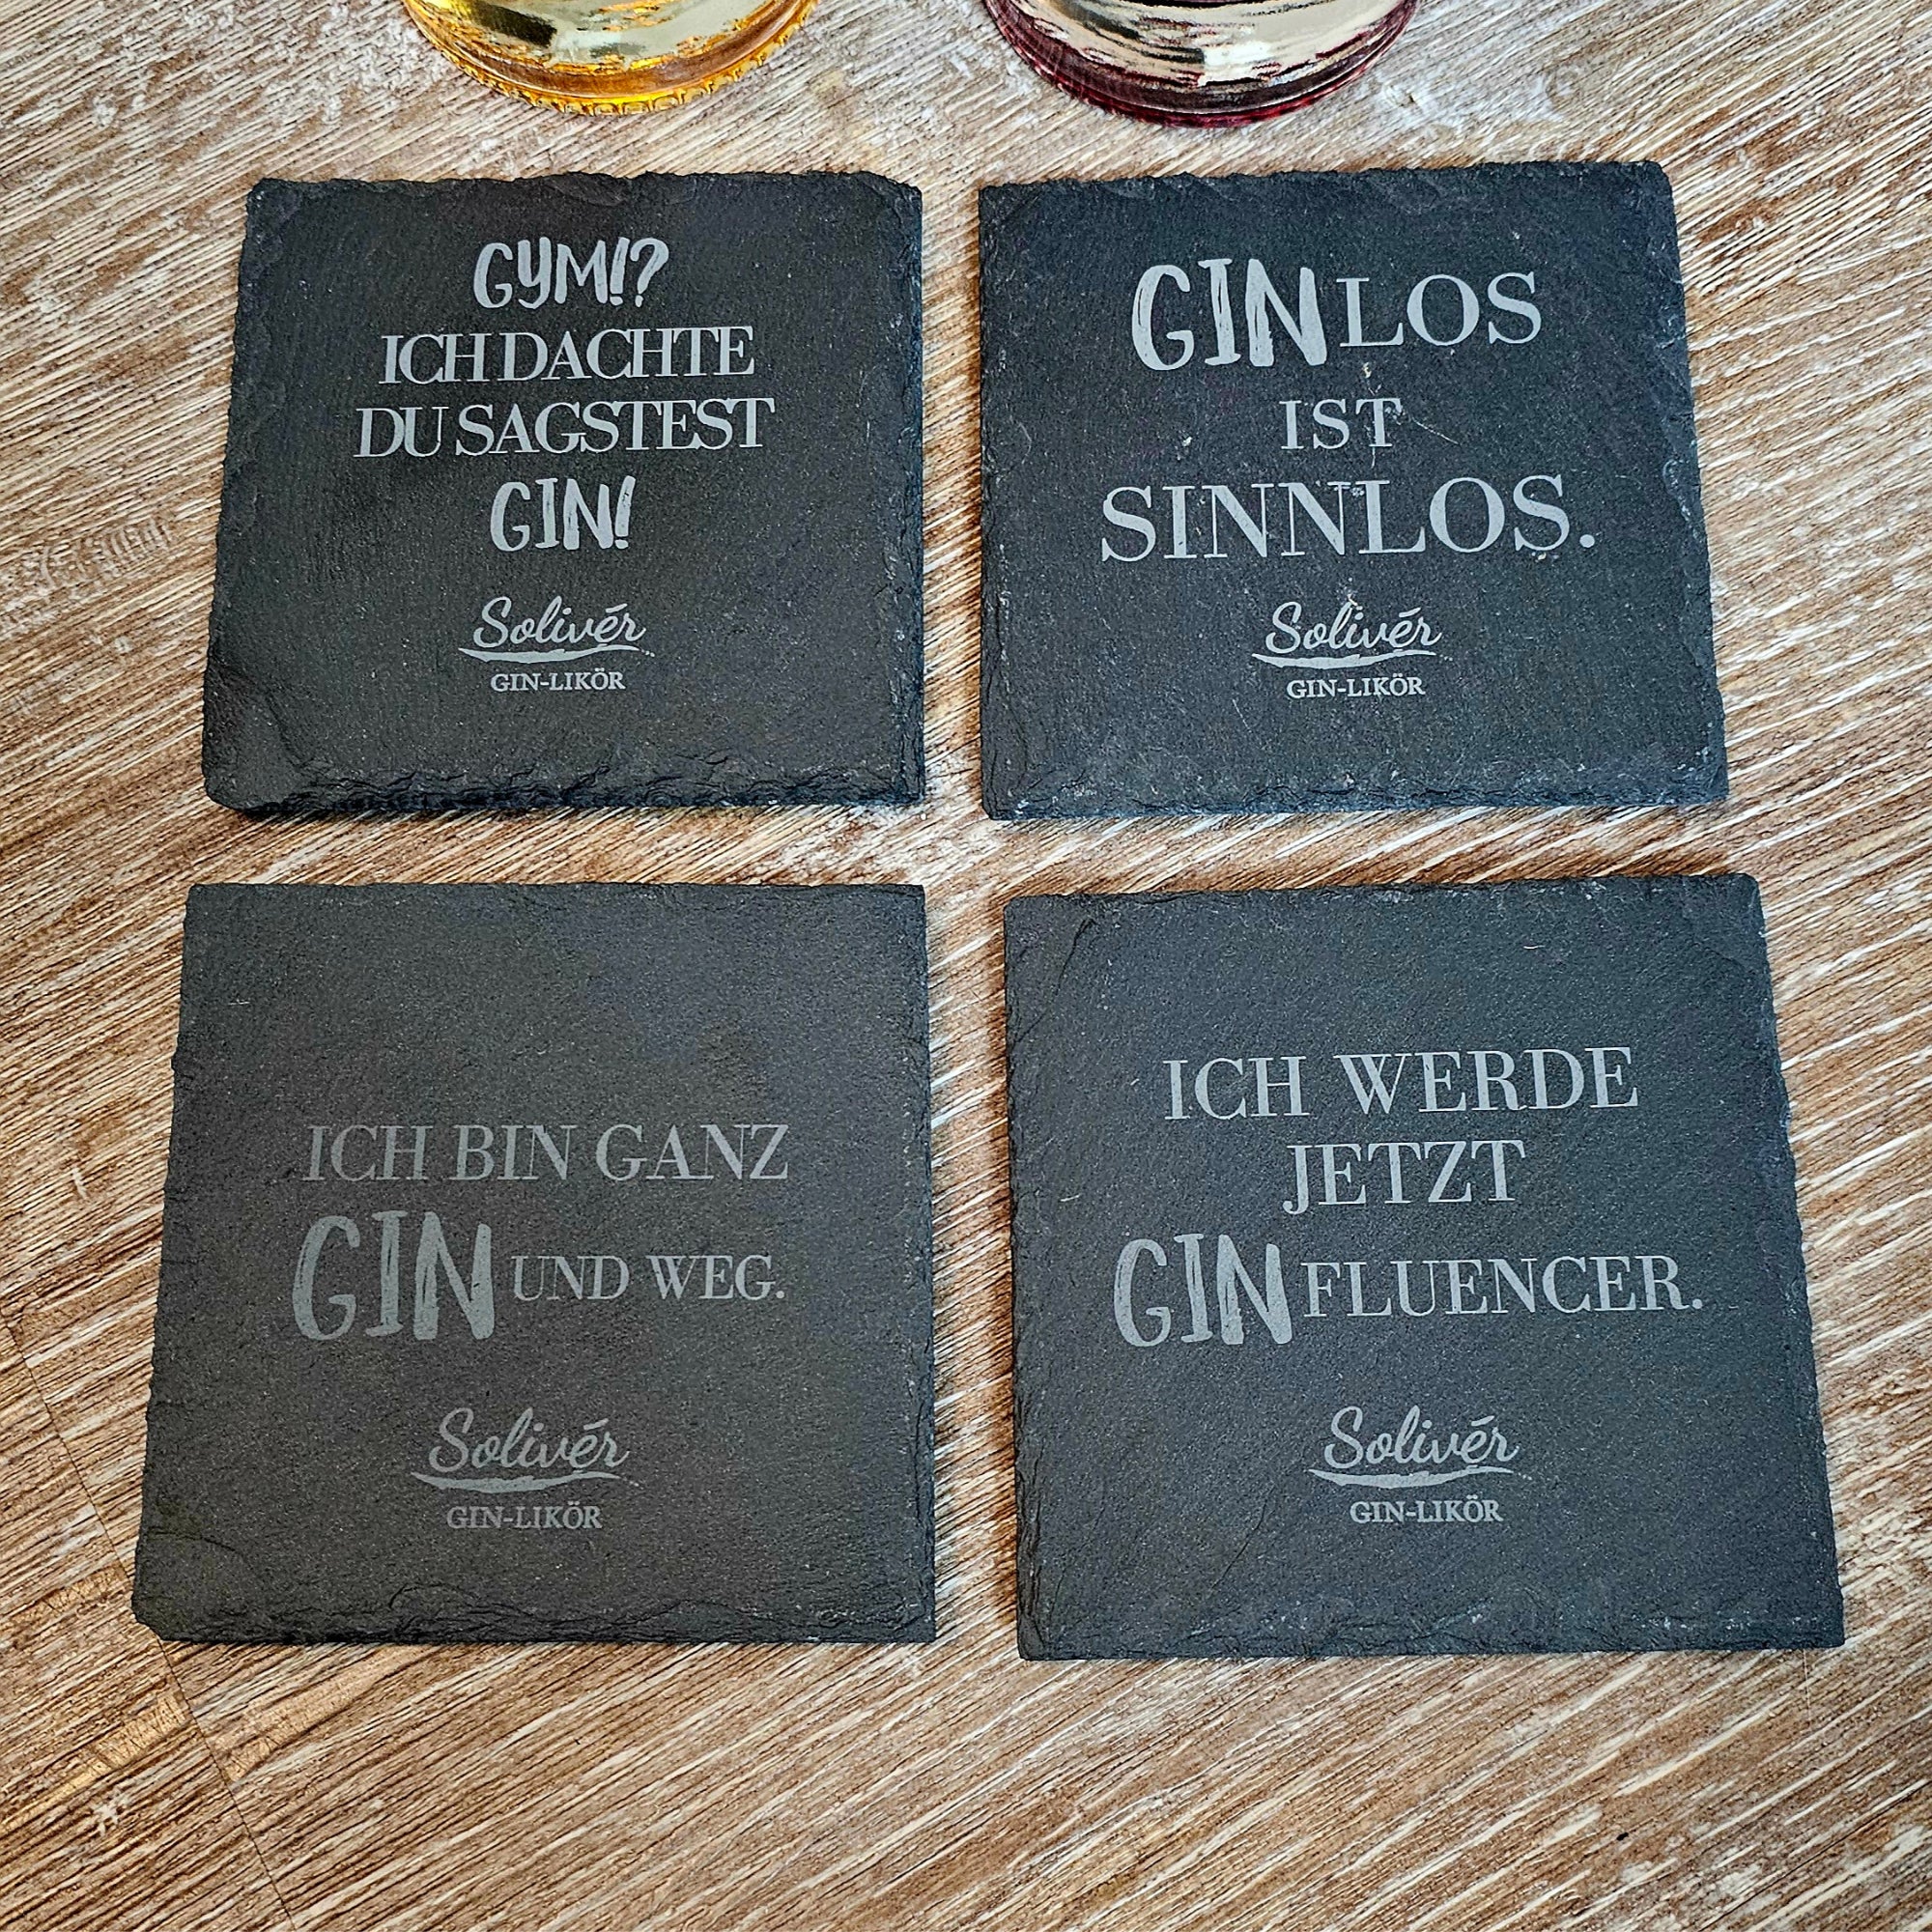 GYM!?
ICH DACHTE
DU SAGSTEST
GIN!
Solivér
GIN-LIKÖR
GINLOS
IST
SINNLOS.
Solivér
GIN-LIKÖR
ICH BIN GANZ
GIN UND WEG.
Solivér
GIN-LIKÖR
ICH WERDE
JETZT
GINFLUENCER.
Solivér
GIN-LIKÖR